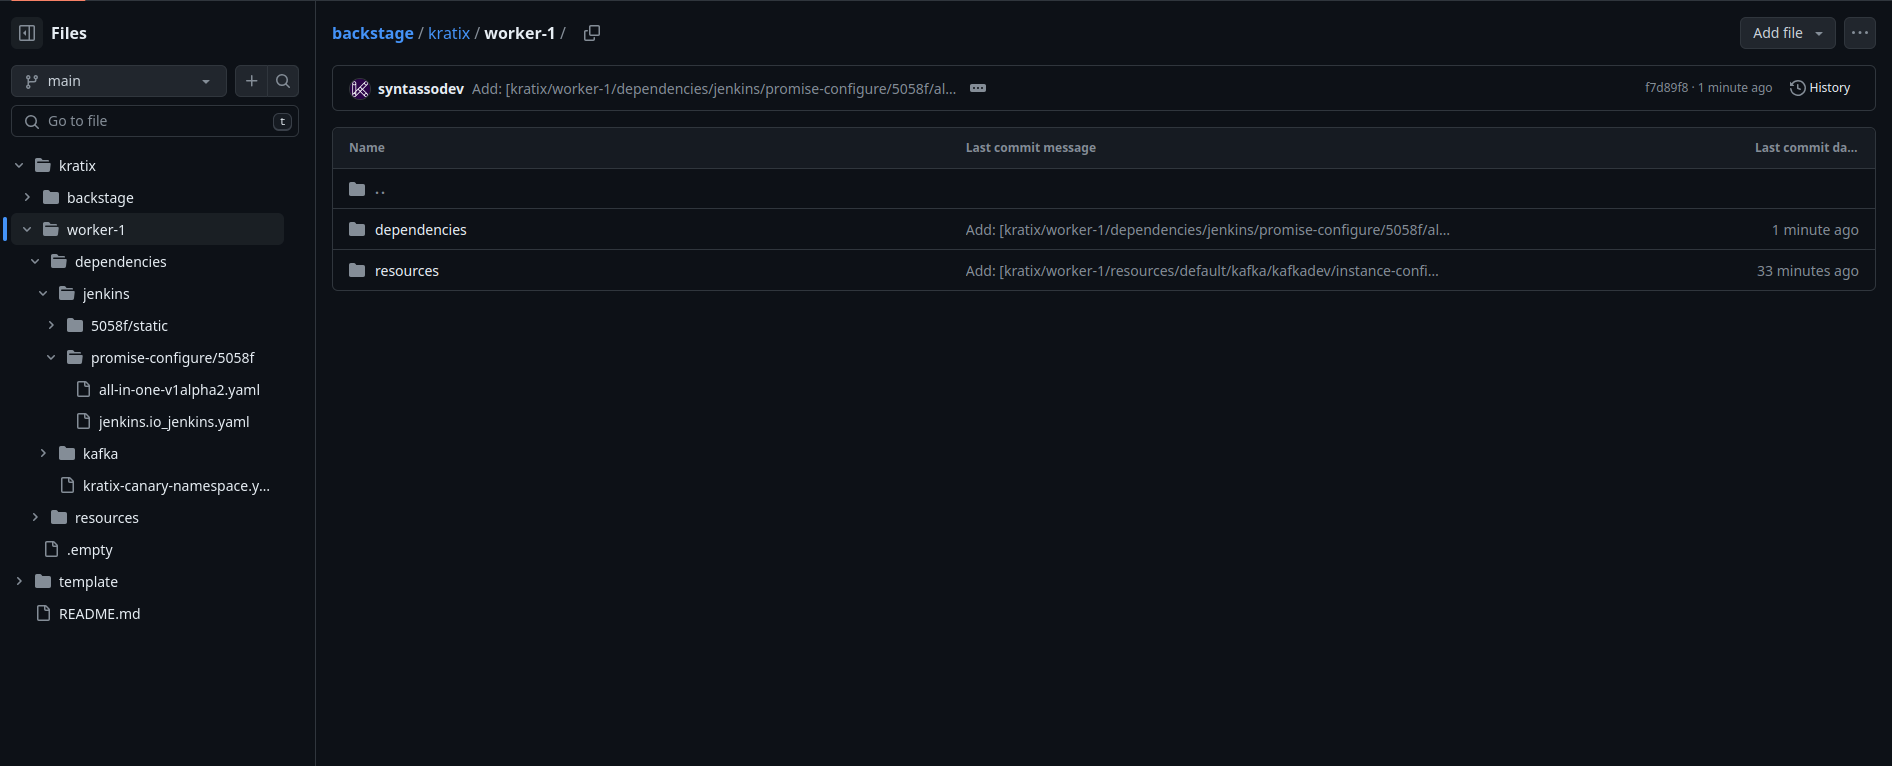 Files
main
Go to file
t
kratix
backstage
worker-1
dependencies
jenkins
5058f/static
promise-configure/5058f
all-in-one-v1alpha2.yaml
jenkins.io_jenkins.yaml
kafka
kratix-canary-namespace.y...
resources
.empty
template
README.md
backstage / kratix / worker-1 /
Add file
syntassodev Add: [kratix/worker-1/dependencies/jenkins/promise-configure/5058f/al...
f7d89f8 · 1 minute ago
History
Name Last commit message Last commit da...
..
dependencies Add: [kratix/worker-1/dependencies/jenkins/promise-configure/5058f/al... 1 minute ago
resources Add: [kratix/worker-1/resources/default/kafka/kafkadev/instance-confi... 33 minutes ago